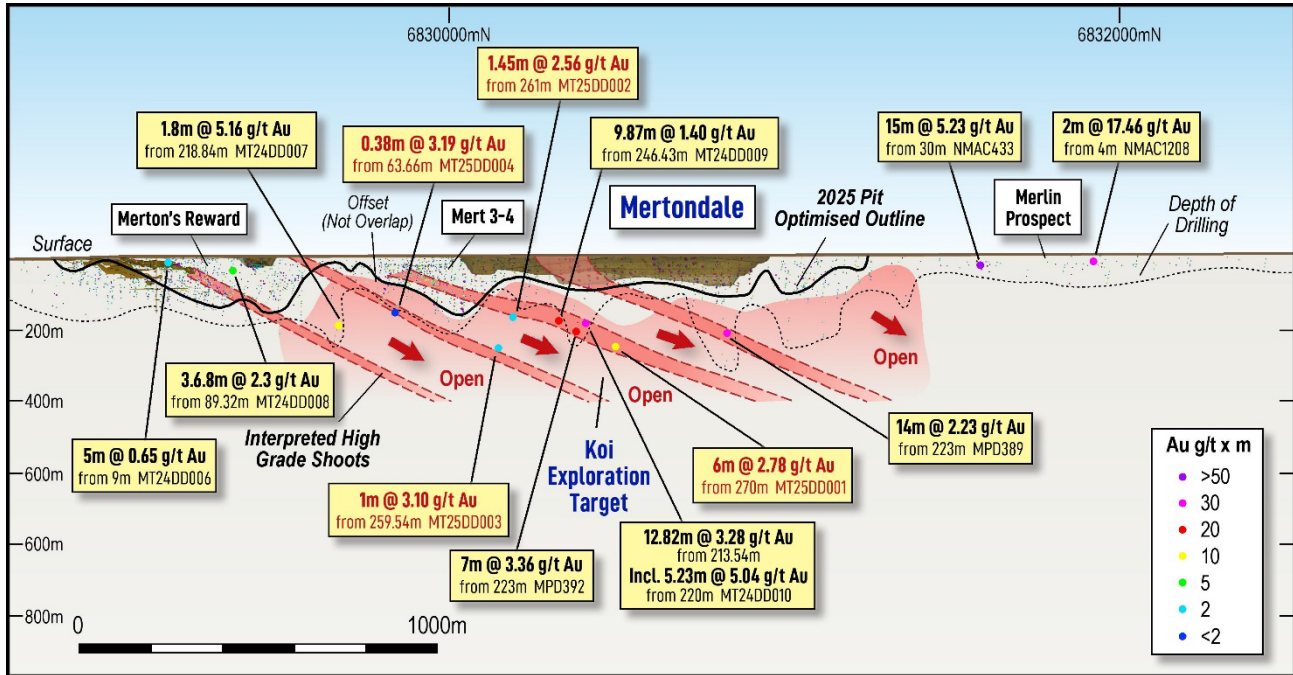 6830000mN
6832000mN
1.45m @ 2.56 g/t Au
from 261m MT25DD002
1.8m @ 5.16 g/t Au
from 218.84m MT24DD007
0.38m @ 3.19 g/t Au
from 63.66m MT25DD004
9.87m @ 1.40 g/t Au
from 246.43m MT24DD009
15m @ 5.23 g/t Au
from 30m NMAC433
2m @ 17.46 g/t Au
from 4m NMAC1208
Merton's Reward
Offset
(Not Overlap)
Mert 3-4
Mertondale
2025 Pit
Optimised Outline
Merlin
Prospect
Depth of
Drilling
Surface
200m
400m
600m
800m
Open
Open
Open
3.6.8m @ 2.3 g/t Au
from 89.32m MT24DD008
5m @ 0.65 g/t Au
from 9m MT24DD006
Interpreted High
Grade Shoots
Koi
Exploration
Target
14m @ 2.23 g/t Au
from 223m MPD389
1m @ 3.10 g/t Au
from 259.54m MT25DD003
6m @ 2.78 g/t Au
from 270m MT25DD001
7m @ 3.36 g/t Au
from 223m MPD392
12.82m @ 3.28 g/t Au
from 213.54m
Incl. 5.23m @ 5.04 g/t Au
from 220m MT24DD010
0
1000m
Au g/t x m
>50
30
20
10
5
2
<2